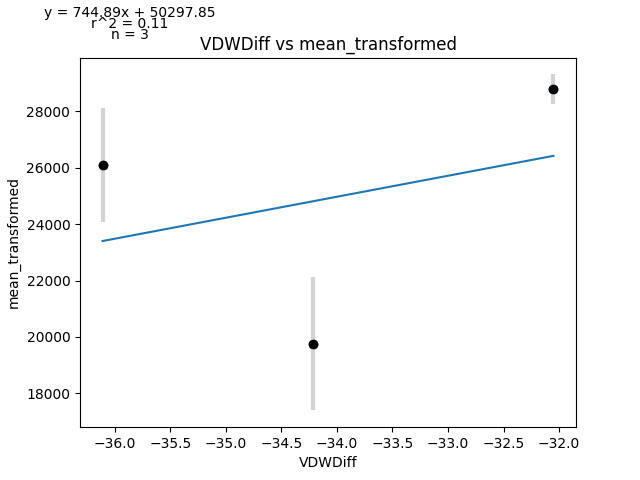 y = 744.89x + 50297.85
r^2 = 0.11
n = 3
VDWDiff vs mean_transformed
mean_transformed
28000
26000
24000
22000
20000
18000
−36.0 −35.5 −35.0 −34.5 −34.0 −33.5 −33.0 −32.5 −32.0
VDWDiff